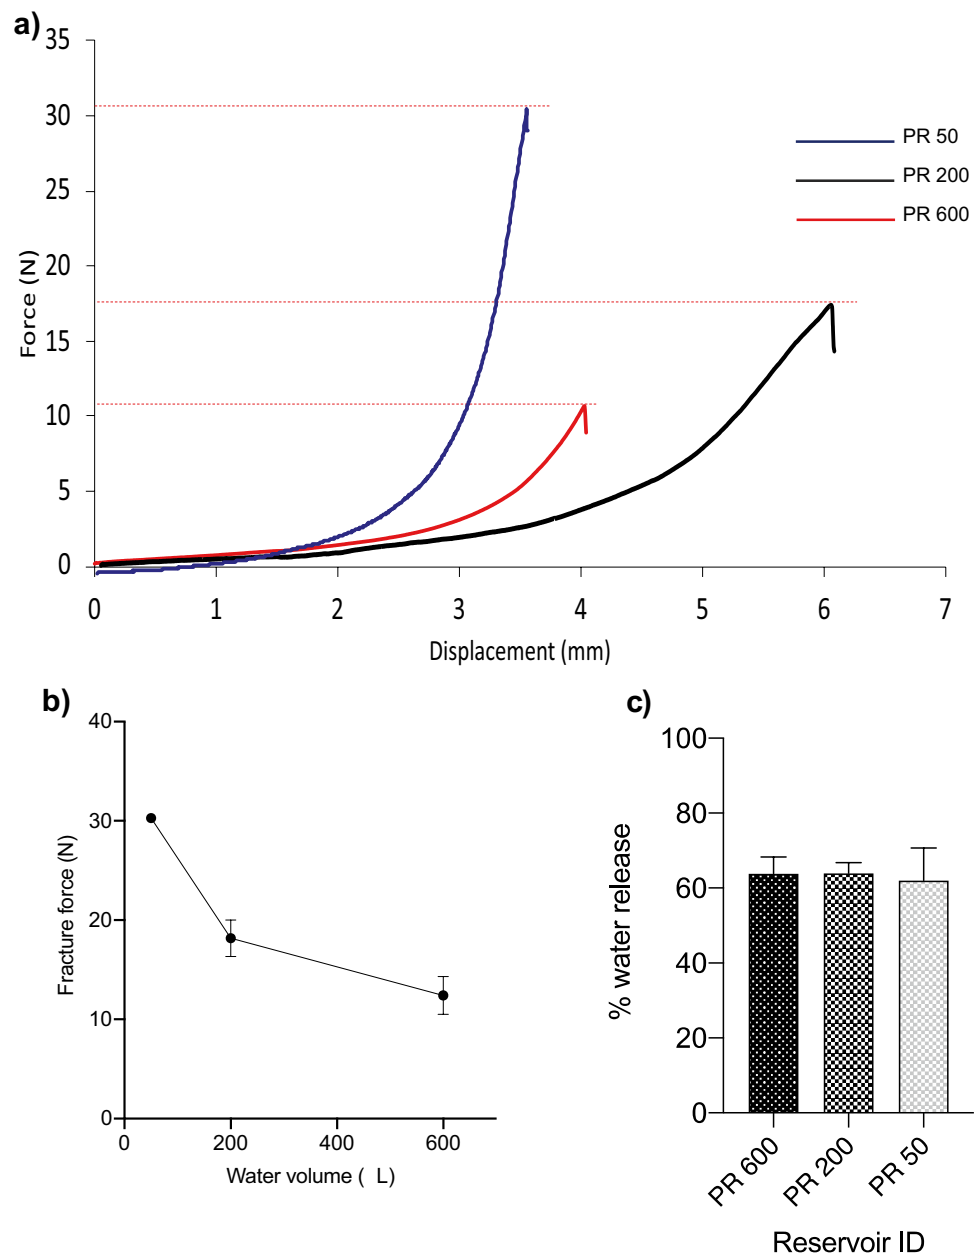 a)
35
30
25
20
15
10
5
0
Force (N)
PR 50
PR 200
PR 600
0 1 2 3 4 5 6 7
Displacement (mm)
b)
40
30
20
10
0
Fracture force (N)
0 200 400 600
Water volume ( L)
c)
100
80
60
40
20
0
% water release
PR 600 PR 200 PR 50
Reservoir ID